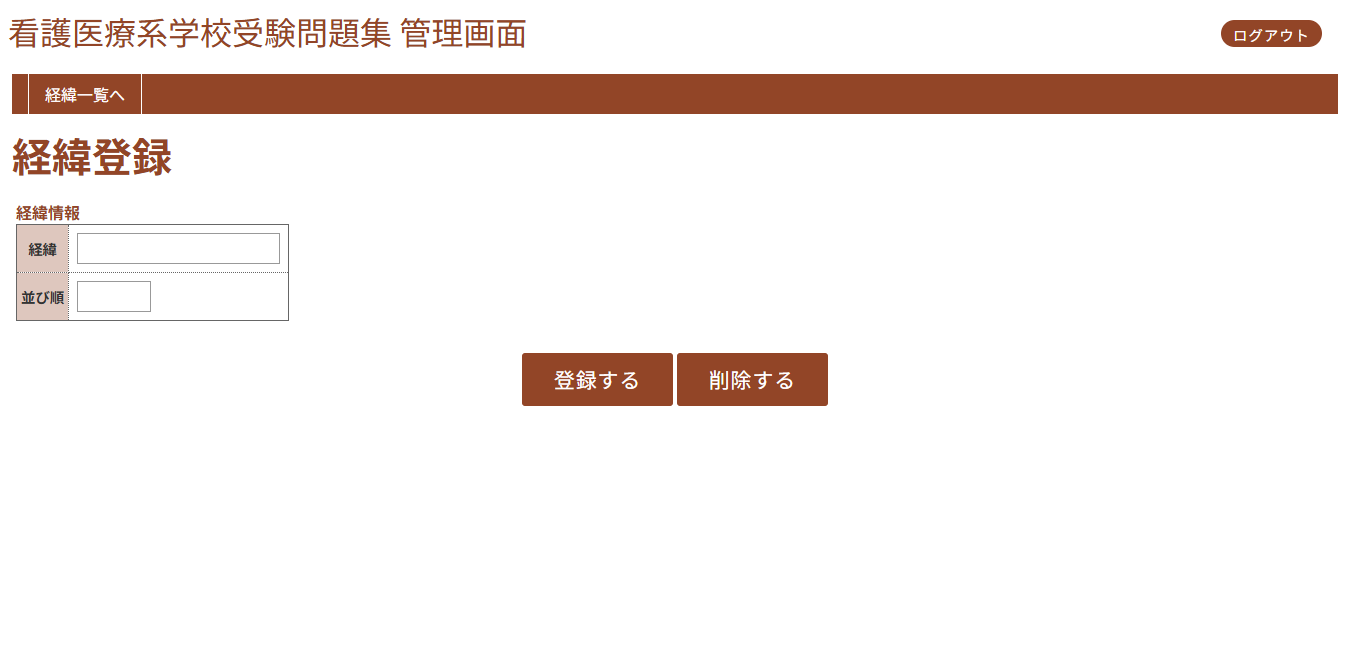 看護医療系学校受験問題集 管理画面
ログアウト
経緯一覧へ
経緯登録
経緯情報
経緯
並び順
登録する 削除する